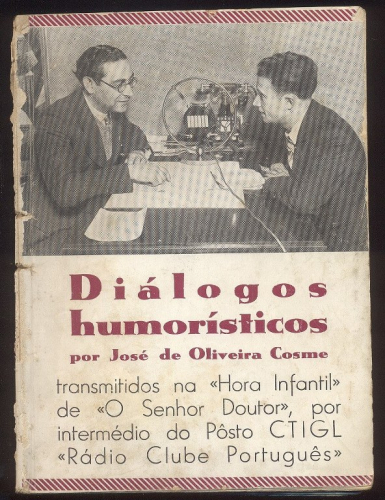 Diálogos
humorísticos
por José de Oliveira Cosme
transmitidos na «Hora Infantil»
de «O Senhor Doutor», por
intermédio do Pôsto CTIGL
«Rádio Clube Português»